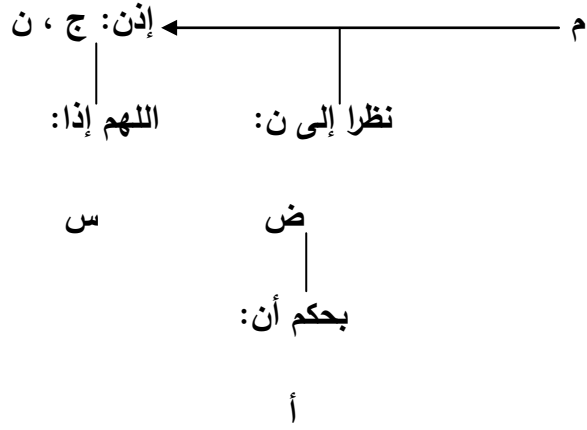 م إذن: ج ، ن
نظرا إلى ن: اللهم إذا:
ض س
بحكم أن:
أ